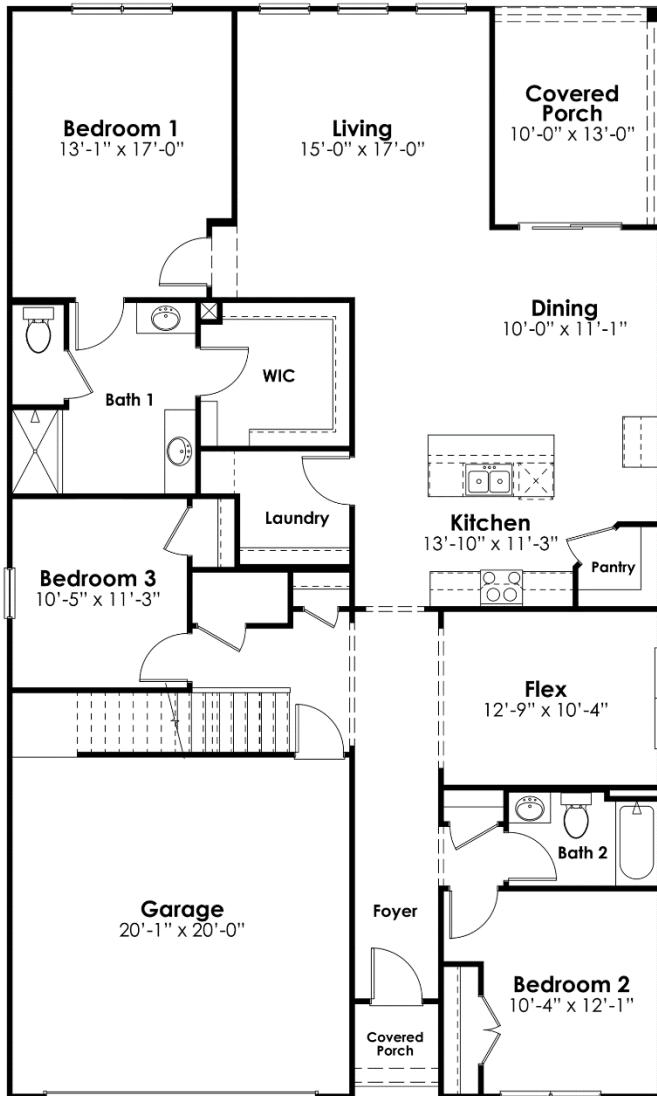 Bedroom 1
13’-1” x 17’-0”
Living
15’-0” x 17’-0”
Covered
Porch
10’-0” x 13’-0”
Dining
10’-0” x 11’-1”
WIC
Bath 1
Laundry
Kitchen
13’-10” x 11’-3”
Pantry
Bedroom 3
10’-5” x 11’-3”
Flex
12’-9” x 10’-4”
Bath 2
Garage
20’-1” x 20’-0”
Foyer
Bedroom 2
10’-4” x 12’-1”
Covered
Porch